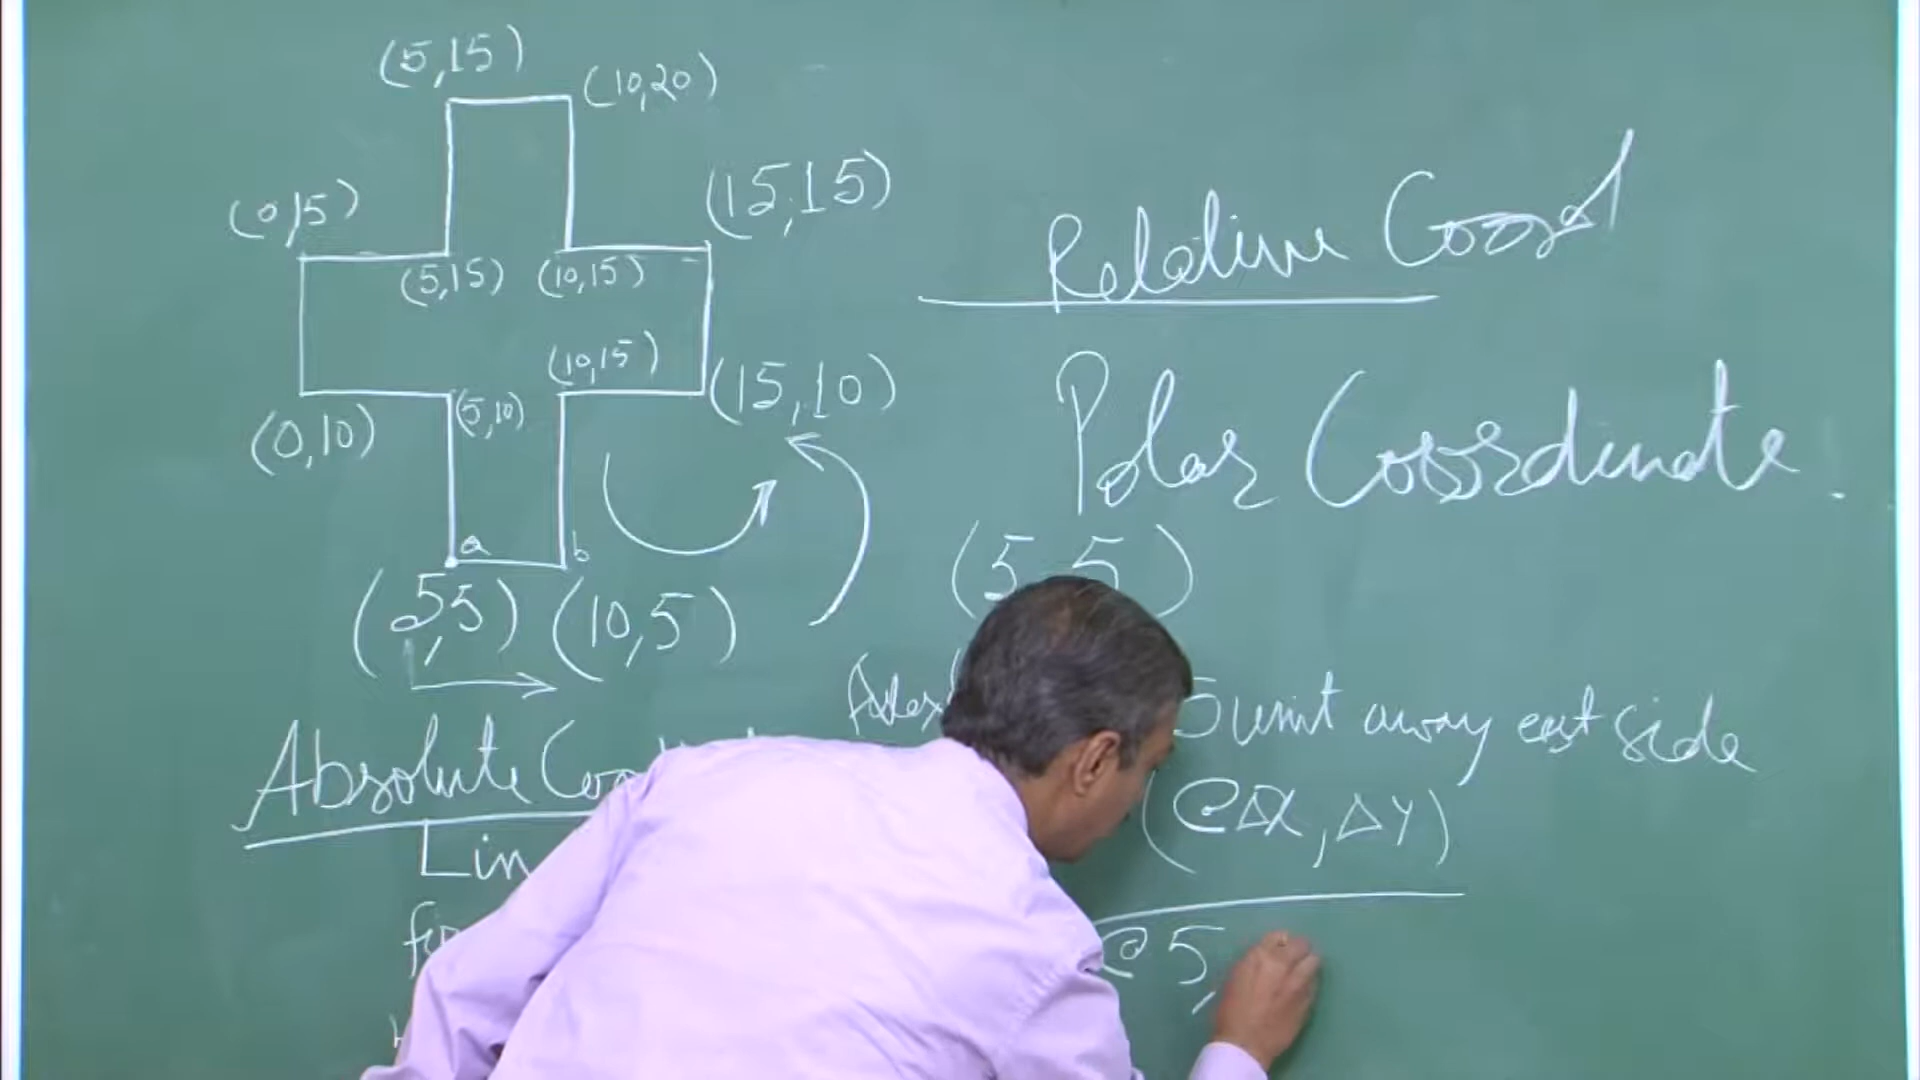 (5,15)
(10,20)
(15,15)
(0,15)
(5,15) (10,15)
(10,15)
(15,10)
(5,10)
(0,10)
a b
(5,5) (10,5)
Absolute
Lin
Relative Coord
Polar Coordinate.
(5 5)
5 unit away east side
(@ΔX, ΔY)
@5,